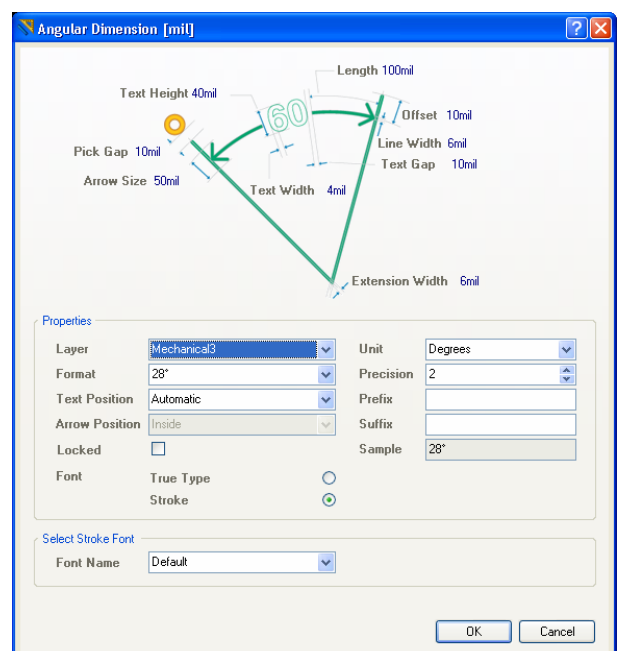 Angular Dimension [mil]
Length 100mil
Text Height 40mil
60
Offset 10mil
Pick Gap 10mil
Line Width 6mil
Text Gap 10mil
Arrow Size 50mil
Text Width 4mil
Extension Width 6mil
Properties
Layer Mechanical3 Unit Degrees
Format 28° Precision 2
Text Position Automatic Prefix
Arrow Position Inside Suffix
Locked Sample 28°
Font True Type
Stroke
Select Stroke Font
Font Name Default
OK Cancel